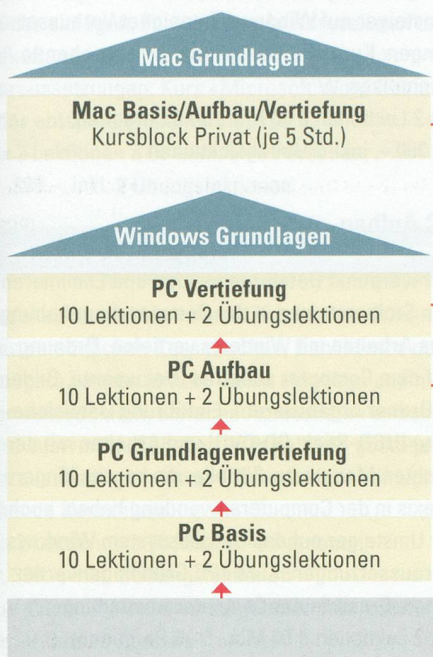 Mac Grundlagen
Mac Basis/Aufbau/Vertiefung
Kursblock Privat (je 5 Std.)
Windows Grundlagen
PC Vertiefung
10 Lektionen + 2 Übungslektionen
PC Aufbau
10 Lektionen + 2 Übungslektionen
PC Grundlagenvertiefung
10 Lektionen + 2 Übungslektionen
PC Basis
10 Lektionen + 2 Übungslektionen